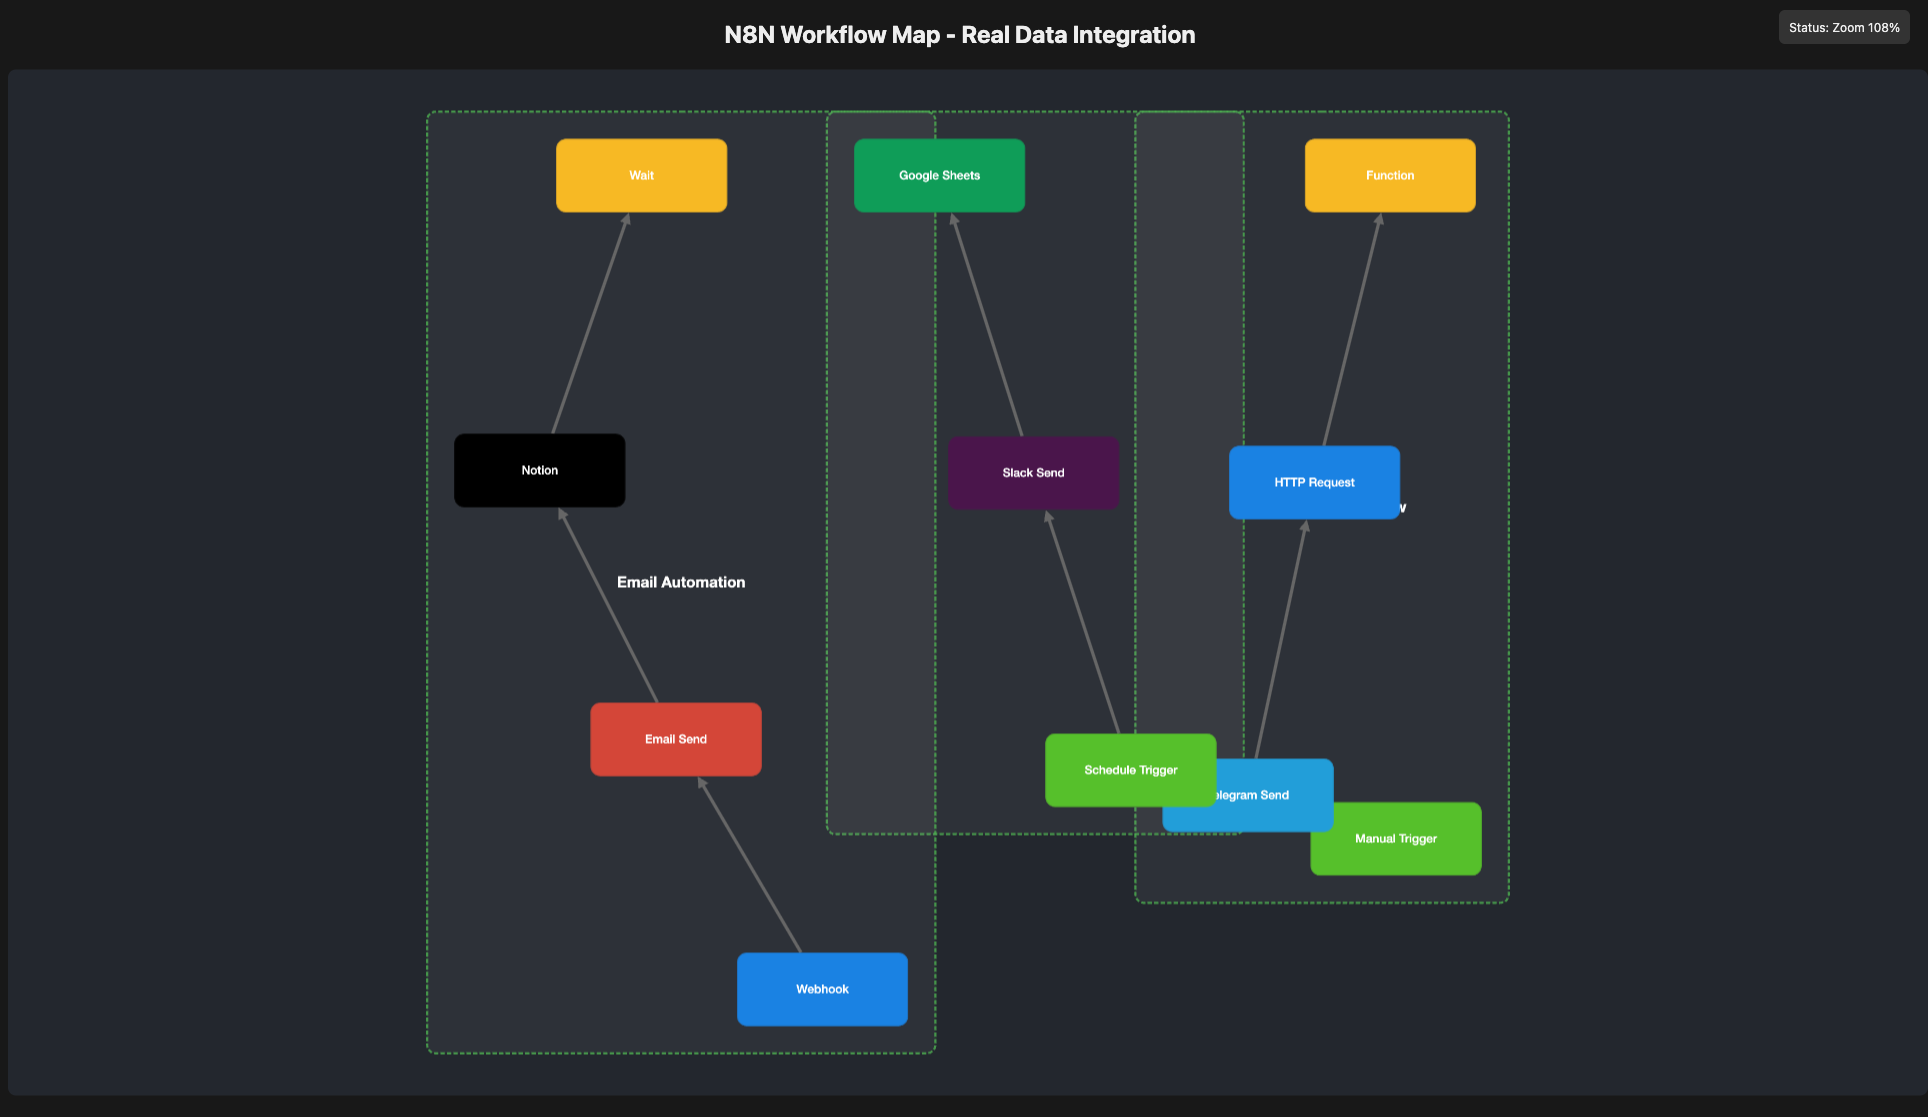 N8N Workflow Map - Real Data Integration
Status: Zoom 108%
Wait
Google Sheets
Function
Notion
Slack Send
HTTP Request
Email Automation
Email Send
Schedule Trigger
elegram Send
Manual Trigger
Webhook